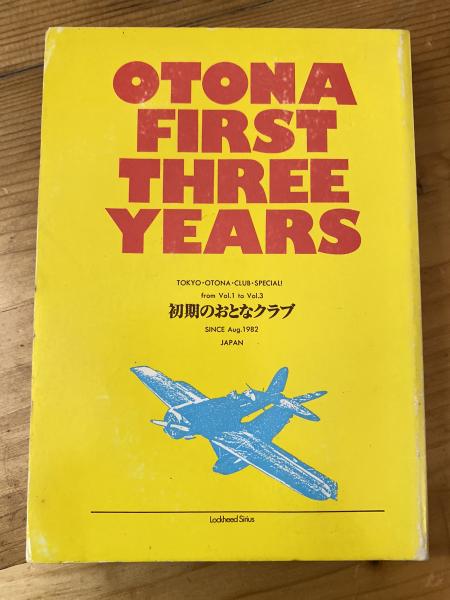 OTONA
FIRST
THREE
YEARS
TOKYO・OTONA・CLUB・SPECIAL!
from Vol.1 to Vol.3
初期のおとなクラブ
SINCE Aug.1982
JAPAN
Lockheed Sirius